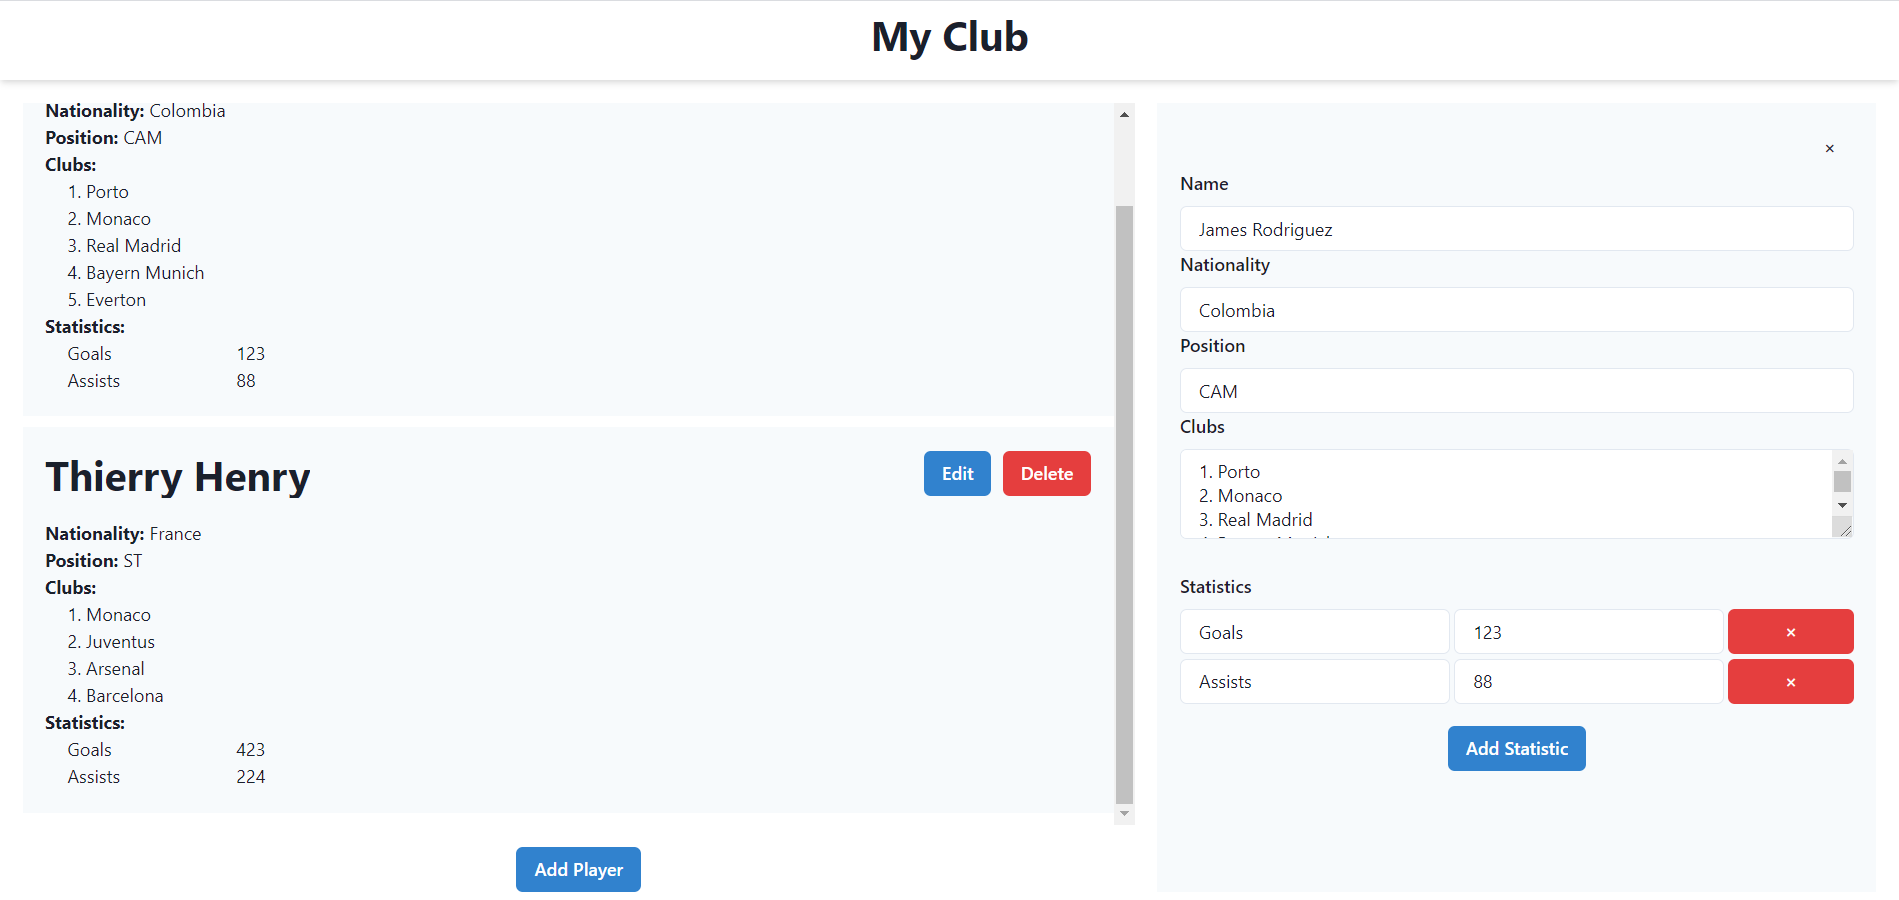 My Club
Nationality: Colombia
Position: CAM
Clubs:
1. Porto
2. Monaco
3. Real Madrid
4. Bayern Munich
5. Everton
Statistics:
Goals 123
Assists 88
Thierry Henry
Edit Delete
Nationality: France
Position: ST
Clubs:
1. Monaco
2. Juventus
3. Arsenal
4. Barcelona
Statistics:
Goals 423
Assists 224
Add Player
×
Name
James Rodriguez
Nationality
Colombia
Position
CAM
Clubs
1. Porto
2. Monaco
3. Real Madrid
Statistics
Goals 123 ×
Assists 88 ×
Add Statistic